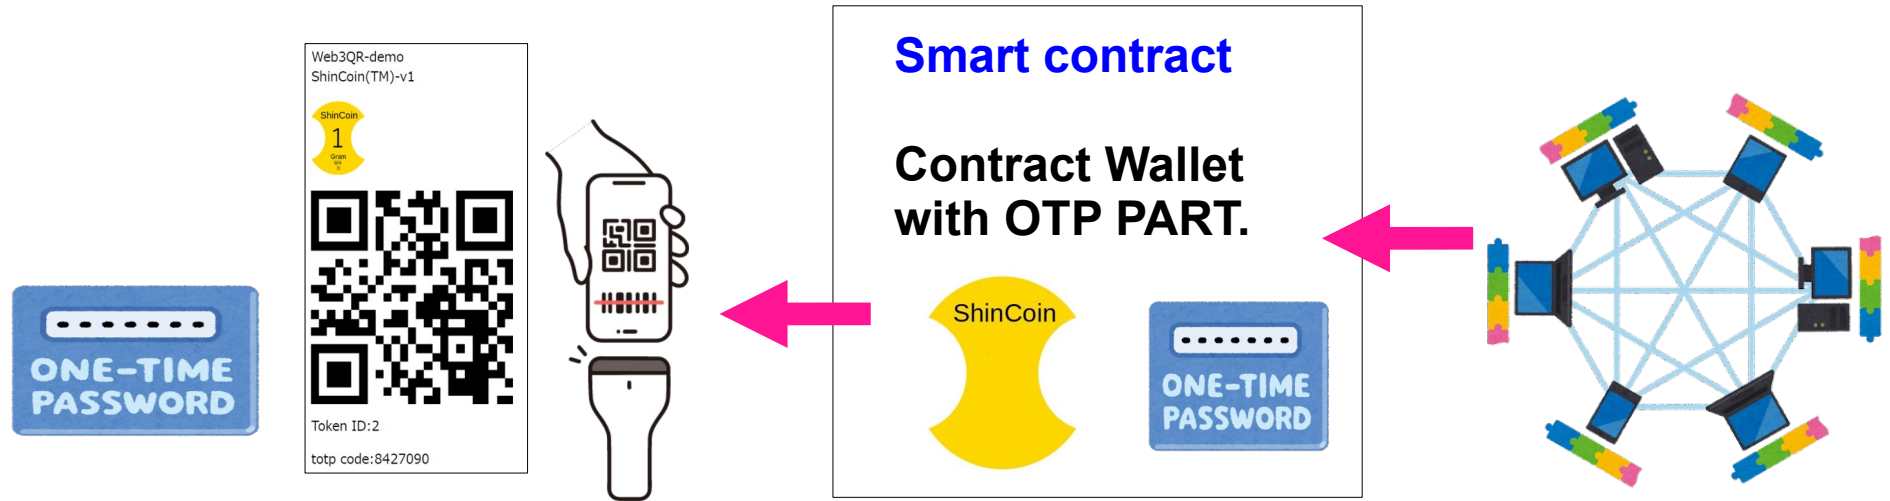 ONE-TIME
PASSWORD
Web3QR-demo
ShinCoin(TM)-v1
ShinCoin
1
Gram
Token ID:2
totp code:8427090
Smart contract
Contract Wallet
with OTP PART.
ShinCoin
ONE-TIME
PASSWORD